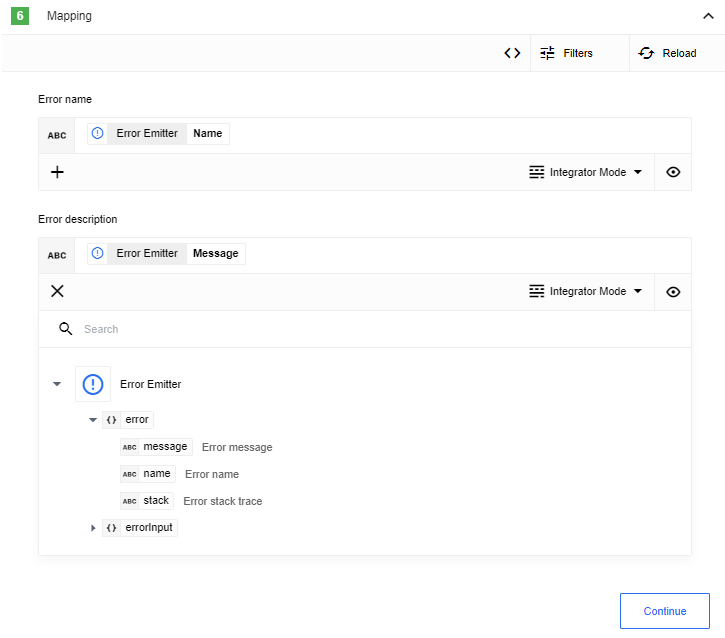 6 Mapping
Filters Reload
Error name
ABC Error Emitter Name
Integrator Mode
Error description
ABC Error Emitter Message
Integrator Mode
Search
Error Emitter
{} error
ABC message Error message
ABC name Error name
ABC stack Error stack trace
{} errorInput
Continue